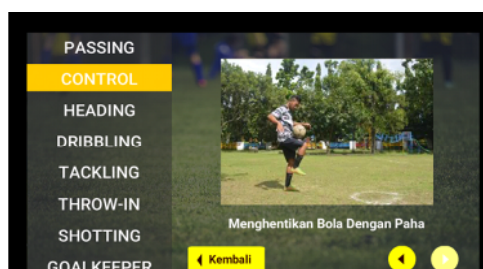 PASSING
CONTROL
HEADING
DRIBBLING
TACKLING
THROW-IN
SHOTTING
GOALKEEPER
Menghentikan Bola Dengan Paha
Kembali